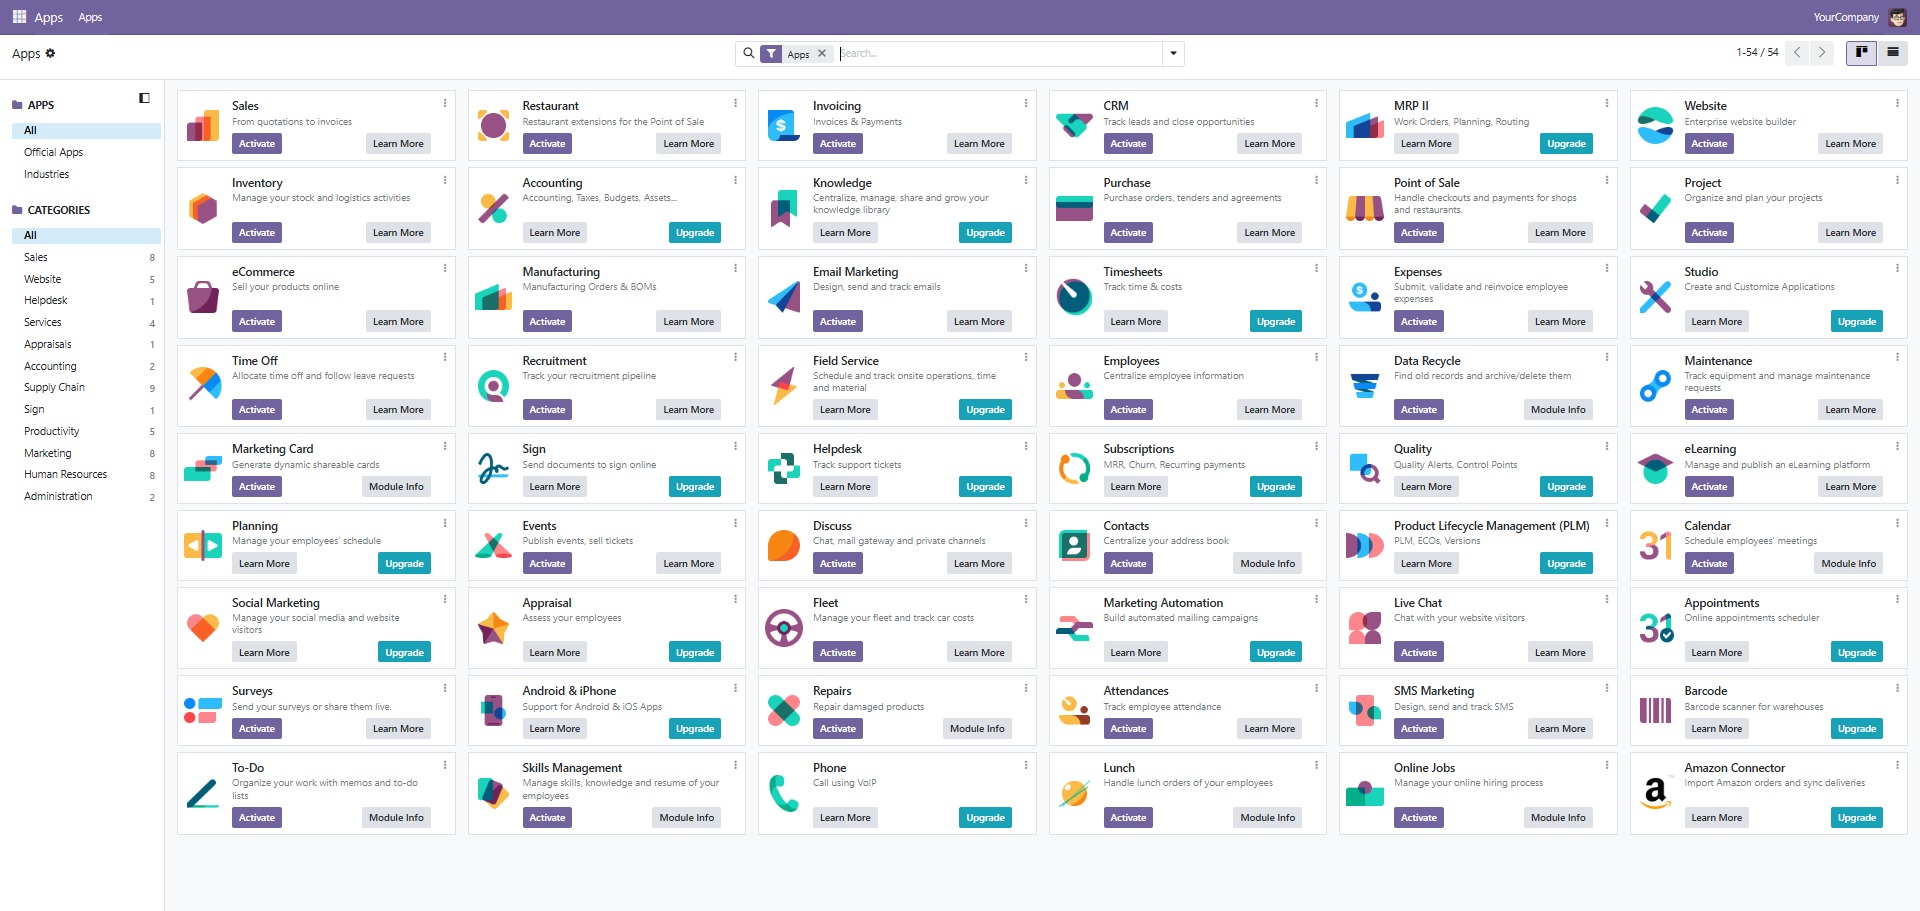 Apps
Apps
YourCompany
Apps
Apps
Search...
1-54 / 54
APPS
All
Official Apps
Industries
CATEGORIES
All
Sales 8
Website 5
Helpdesk 1
Services 4
Appraisals 1
Accounting 2
Supply Chain 9
Sign 1
Productivity 5
Marketing 8
Human Resources 8
Administration 2
Sales
From quotations to invoices
Activate
Learn More
Restaurant
Restaurant extensions for the Point of Sale
Activate
Learn More
Invoicing
Invoices & Payments
Activate
Learn More
CRM
Track leads and close opportunities
Activate
Learn More
MRP II
Work Orders, Planning, Routing
Learn More
Upgrade
Website
Enterprise website builder
Activate
Learn More
Inventory
Manage your stock and logistics activities
Activate
Learn More
Accounting
Accounting, Taxes, Budgets, Assets...
Learn More
Upgrade
Knowledge
Centralize, manage, share and grow your
knowledge library
Learn More
Upgrade
Purchase
Purchase orders, tenders and agreements
Activate
Learn More
Point of Sale
Handle checkouts and payments for shops
and restaurants.
Activate
Learn More
Project
Organize and plan your projects
Activate
Learn More
eCommerce
Sell your products online
Activate
Learn More
Manufacturing
Manufacturing Orders & BOMs
Activate
Learn More
Email Marketing
Design, send and track emails
Activate
Learn More
Timesheets
Track time & costs
Learn More
Upgrade
Expenses
Submit, validate and reinvoice employee
expenses
Activate
Learn More
Studio
Create and Customize Applications
Learn More
Upgrade
Time Off
Allocate time off and follow leave requests
Activate
Learn More
Recruitment
Track your recruitment pipeline
Activate
Learn More
Field Service
Schedule and track onsite operations, time
and material
Learn More
Upgrade
Employees
Centralize employee information
Activate
Learn More
Data Recycle
Find old records and archive/delete them
Activate
Module Info
Maintenance
Track equipment and manage maintenance
requests
Activate
Learn More
Marketing Card
Generate dynamic shareable cards
Activate
Module Info
Sign
Send documents to sign online
Learn More
Upgrade
Helpdesk
Track support tickets
Learn More
Upgrade
Subscriptions
MRR, Churn, Recurring payments
Learn More
Upgrade
Quality
Quality Alerts, Control Points
Learn More
Upgrade
eLearning
Manage and publish an eLearning platform
Activate
Learn More
Planning
Manage your employees' schedule
Learn More
Upgrade
Events
Publish events, sell tickets
Activate
Learn More
Discuss
Chat, mail gateway and private channels
Activate
Learn More
Contacts
Centralize your address book
Activate
Module Info
Product Lifecycle Management (PLM)
PLM, ECOs, Versions
Learn More
Upgrade
31
Calendar
Schedule employees' meetings
Activate
Module Info
Social Marketing
Manage your social media and website
visitors
Learn More
Upgrade
Appraisal
Assess your employees
Learn More
Upgrade
Fleet
Manage your fleet and track car costs
Activate
Learn More
Marketing Automation
Build automated mailing campaigns
Learn More
Upgrade
Live Chat
Chat with your website visitors
Activate
Learn More
31
Appointments
Online appointments scheduler
Learn More
Upgrade
Surveys
Send your surveys or share them live.
Activate
Learn More
Android & iPhone
Support for Android & iOS Apps
Learn More
Upgrade
Repairs
Repair damaged products
Activate
Module Info
Attendances
Track employee attendance
Activate
Learn More
SMS Marketing
Design, send and track SMS
Activate
Learn More
Barcode
Barcode scanner for warehouses
Learn More
Upgrade
To-Do
Organize your work with memos and to-do
lists
Activate
Module Info
Skills Management
Manage skills, knowledge and resume of your
employees
Activate
Module Info
Phone
Call using VoIP
Learn More
Upgrade
Lunch
Handle lunch orders of your employees
Activate
Module Info
Online Jobs
Manage your online hiring process
Activate
Module Info
a
Amazon Connector
Import Amazon orders and sync deliveries
Learn More
Upgrade